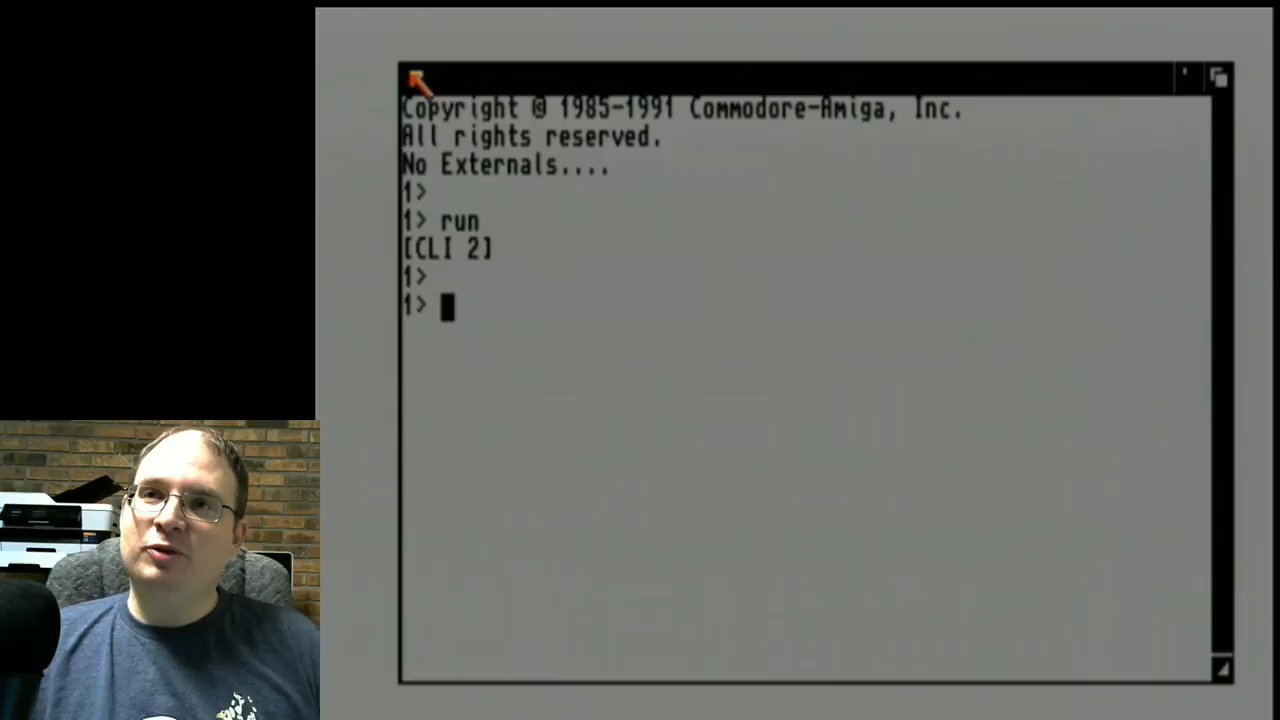 Copyright © 1985-1991 Commodore-Amiga, Inc.
All rights reserved.
No Externals....
1>
1> run
[CLI 2]
1>
1>